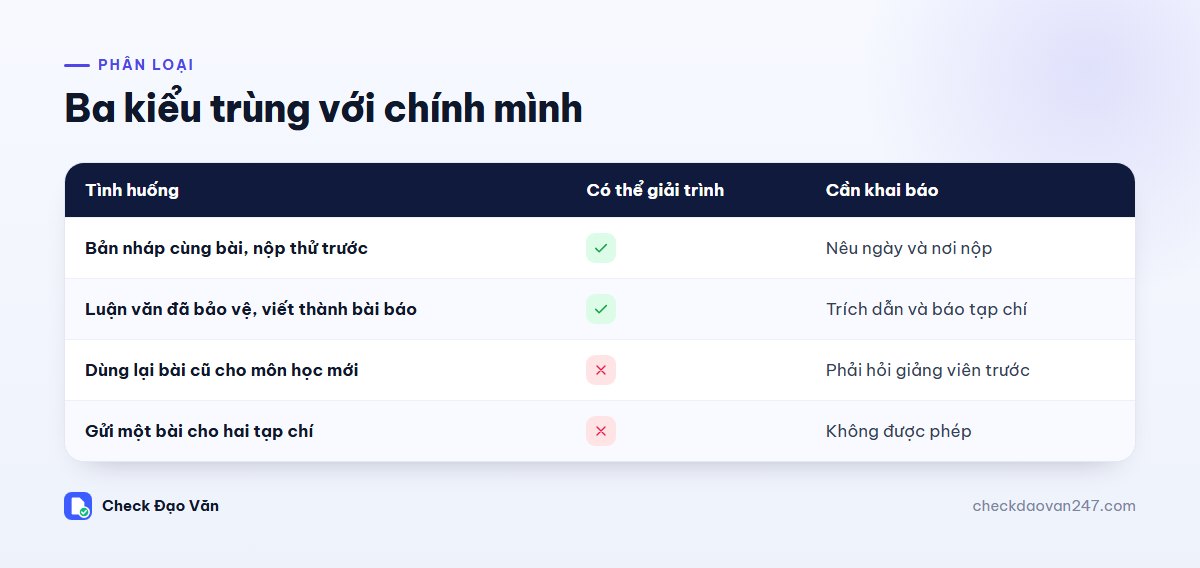 PHÂN LOẠI
Ba kiểu trùng với chính mình
Tình huống Có thể giải trình Cần khai báo
Bản nháp cùng bài, nộp thử trước Nêu ngày và nơi nộp
Luận văn đã bảo vệ, viết thành bài báo Trích dẫn và báo tạp chí
Dùng lại bài cũ cho môn học mới Phải hỏi giảng viên trước
Gửi một bài cho hai tạp chí Không được phép
Check Đạo Văn checkdaovan247.com